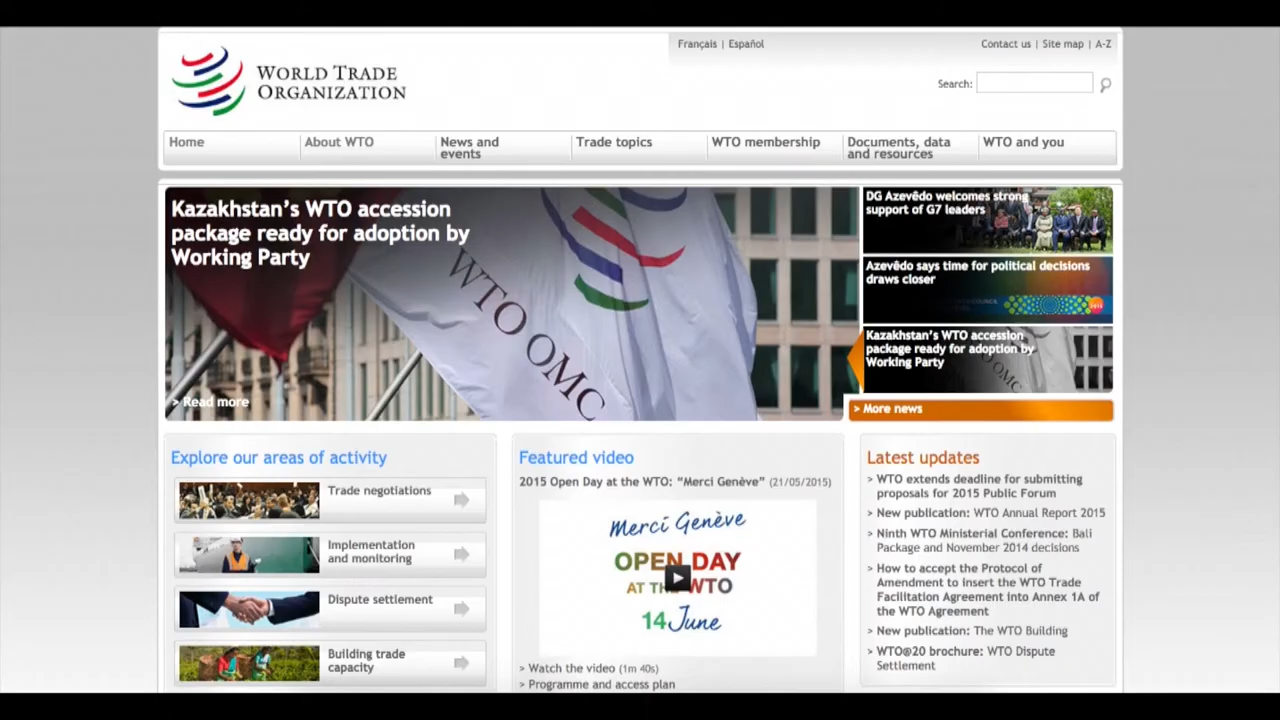 Français | Español
Contact us | Site map | A-Z
WORLD TRADE
ORGANIZATION
Search:
Home
About WTO
News and
events
Trade topics
WTO membership
Documents, data
and resources
WTO and you
Kazakhstan's WTO accession
package ready for adoption by
Working Party
WTO OMC
> Read more
DG Azevêdo welcomes strong
support of G7 leaders
Azevêdo says time for political decisions
draws closer
Kazakhstan's WTO accession
package ready for adoption by
Working Party
OMC
> More news
Explore our areas of activity
Trade negotiations
Implementation
and monitoring
Dispute settlement
Building trade
capacity
Featured video
2015 Open Day at the WTO: “Merci Genève” (21/05/2015)
Merci Genève
OPEN DAY
AT THE WTO
14 June
> Watch the video (1m 40s)
> Programme and access plan
Latest updates
> WTO extends deadline for submitting
proposals for 2015 Public Forum
> New publication: WTO Annual Report 2015
> Ninth WTO Ministerial Conference: Bali
Package and November 2014 decisions
> How to accept the Protocol of
Amendment to insert the WTO Trade
Facilitation Agreement into Annex 1A of
the WTO Agreement
> New publication: The WTO Building
> WTO@20 brochure: WTO Dispute
Settlement